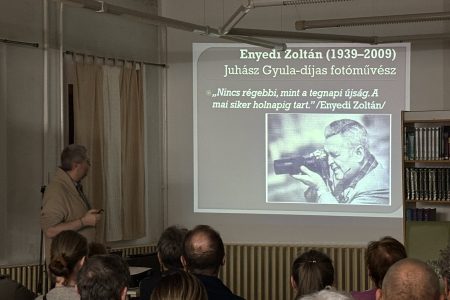 Enyedi Zoltán (1939–2009)
Juhász Gyula-díjas fotóművész
„Nincs régebbi, mint a tegnapi újság. A
mai siker holnapig tart.” /Enyedi Zoltán/